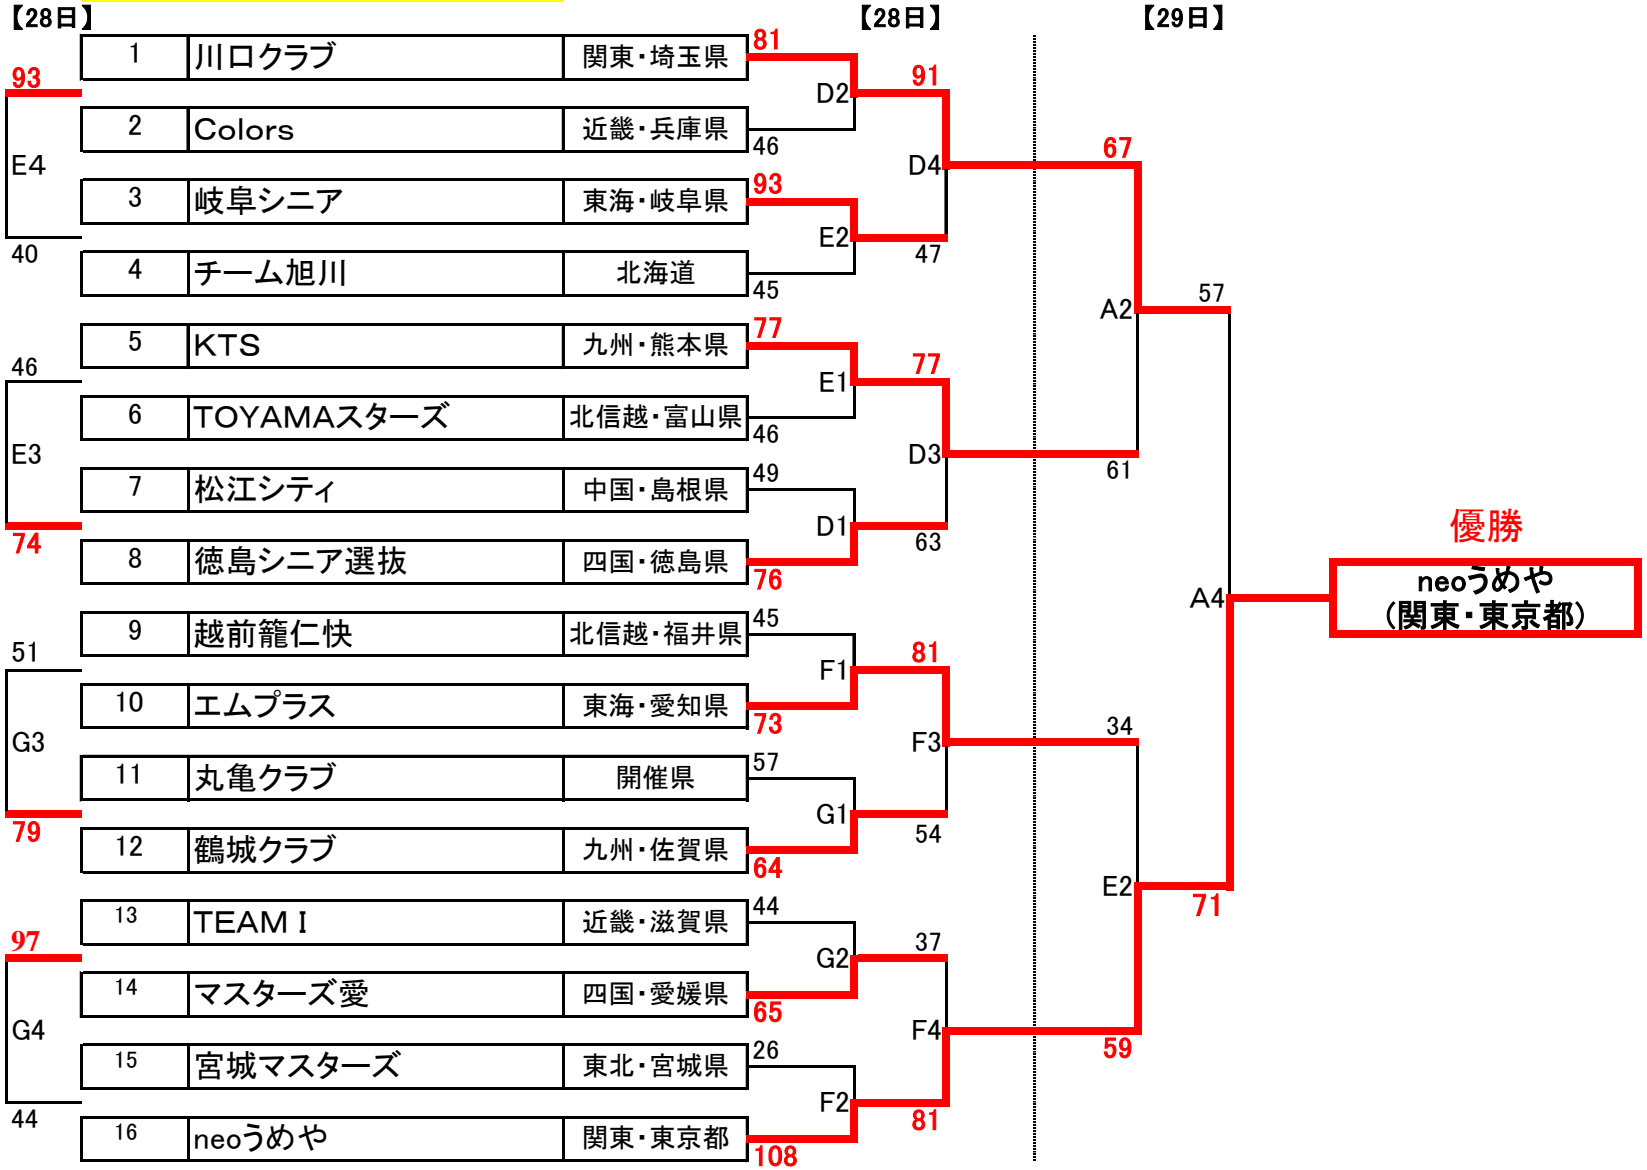 【28日】
【28日】
【29日】
1 川口クラブ 関東・埼玉県
81
93
D2
91
2 Colors 近畿・兵庫県
46
E4
D4
67
3 岐阜シニア 東海・岐阜県
93
E2
40
47
4 チーム旭川 北海道
45
57
A2
5 KTS 九州・熊本県
77
46
E1
77
6 TOYAMAスターズ 北信越・富山県
46
E3
D3
61
7 松江シティ 中国・島根県
49
D1
74
63
優勝
8 徳島シニア選抜 四国・徳島県
76
neoうめや
(関東・東京都)
A4
9 越前籠仁快 北信越・福井県
45
51
F1
81
10 エムプラス 東海・愛知県
73
G3
F3
34
11 丸亀クラブ 開催県
57
G1
79
54
12 鶴城クラブ 九州・佐賀県
64
E2
71
13 TEAM I 近畿・滋賀県
44
97
G2
37
14 マスターズ愛 四国・愛媛県
65
G4
F4
59
15 宮城マスターズ 東北・宮城県
26
F2
44
81
16 neoうめや 関東・東京都
108